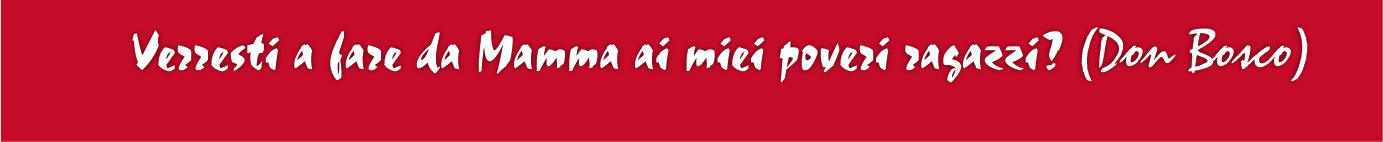 Verresti a fare da Mamma ai miei poveri ragazzi? (Don Bosco)